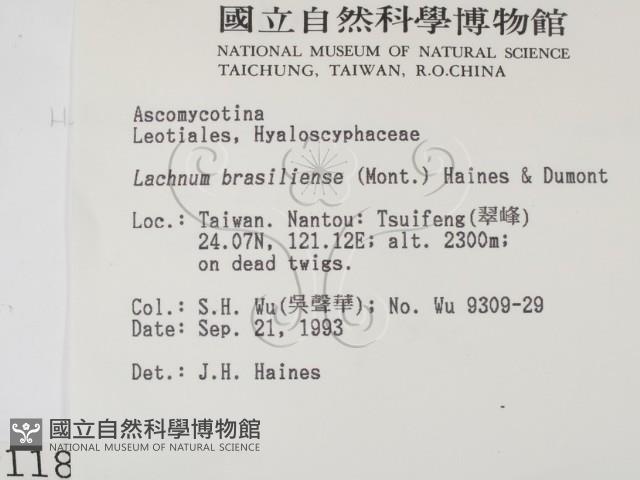 國立自然科學博物館
NATIONAL MUSEUM OF NATURAL SCIENCE
TAICHUNG, TAIWAN, R.O.CHINA
Ascomycotina
Leotiales, Hyaloscyphaceae
Lachnum brasiliense (Mont.) Haines & Dumont
Loc.: Taiwan. Nantou: Tsuifeng(翠峰)
24.07N, 121.12E; alt. 2300m;
on dead twigs.
Col.: S.H. Wu(吳聲華); No. Wu 9309-29
Date: Sep. 21, 1993
Det.: J.H. Haines
國立自然科學博物館
NATIONAL MUSEUM OF NATURAL SCIENCE
118
H